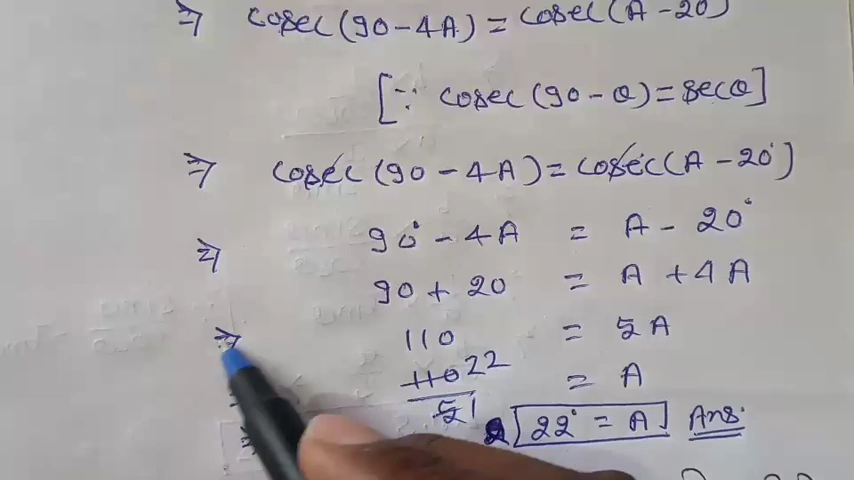 ⇒ cosec(90-4A) = cosec(A-20)
[∵ cosec(90-θ) = secθ]
⇒ cosec(90-4A) = cosec(A-20°)
⇒ 90° - 4A = A - 20°
90 + 20 = A + 4A
⇒ 110 = 5A
110 22 / 5 1 = A
22° = A Ans.